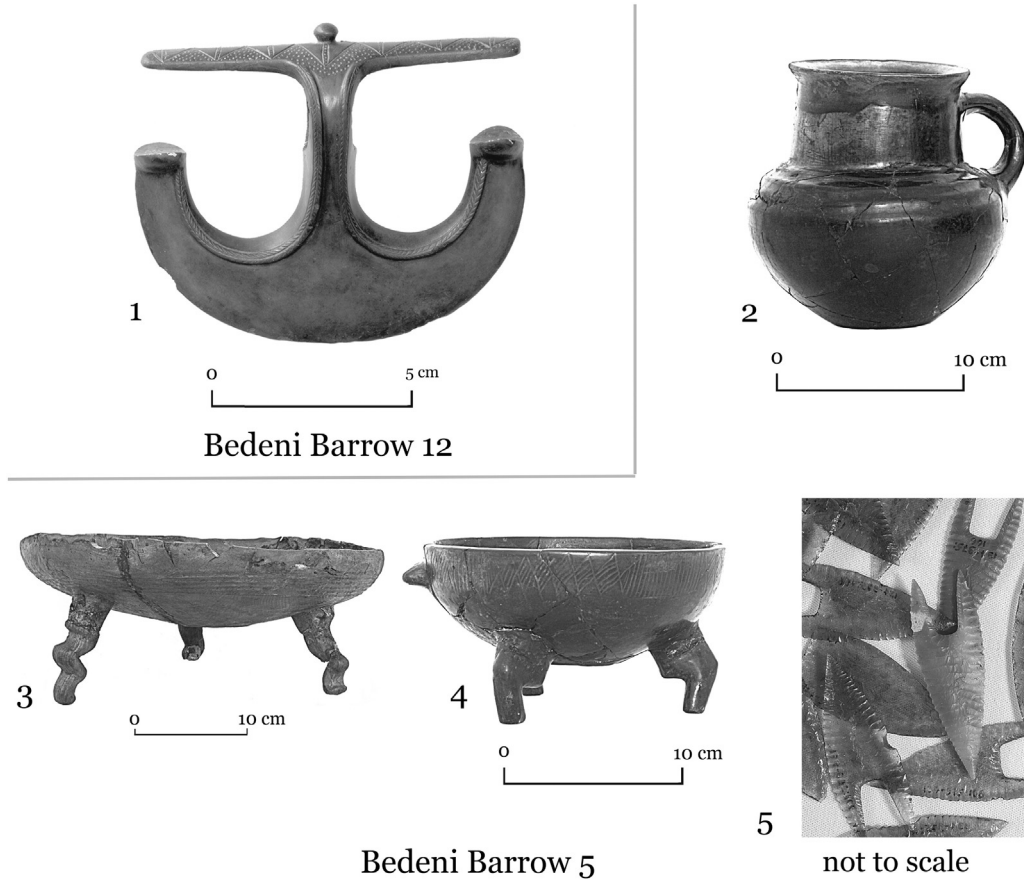 1
0 5 cm
Bedeni Barrow 12
2
0 10 cm
3
0 10 cm
4
0 10 cm
5
Bedeni Barrow 5
not to scale